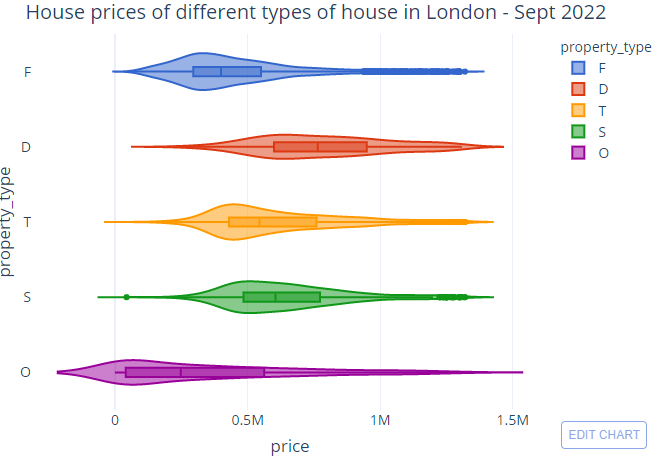 House prices of different types of house in London - Sept 2022
property_type
F
D
T
S
O
property_type
F
D
T
S
O
0
0.5M
1M
1.5M
price
EDIT CHART